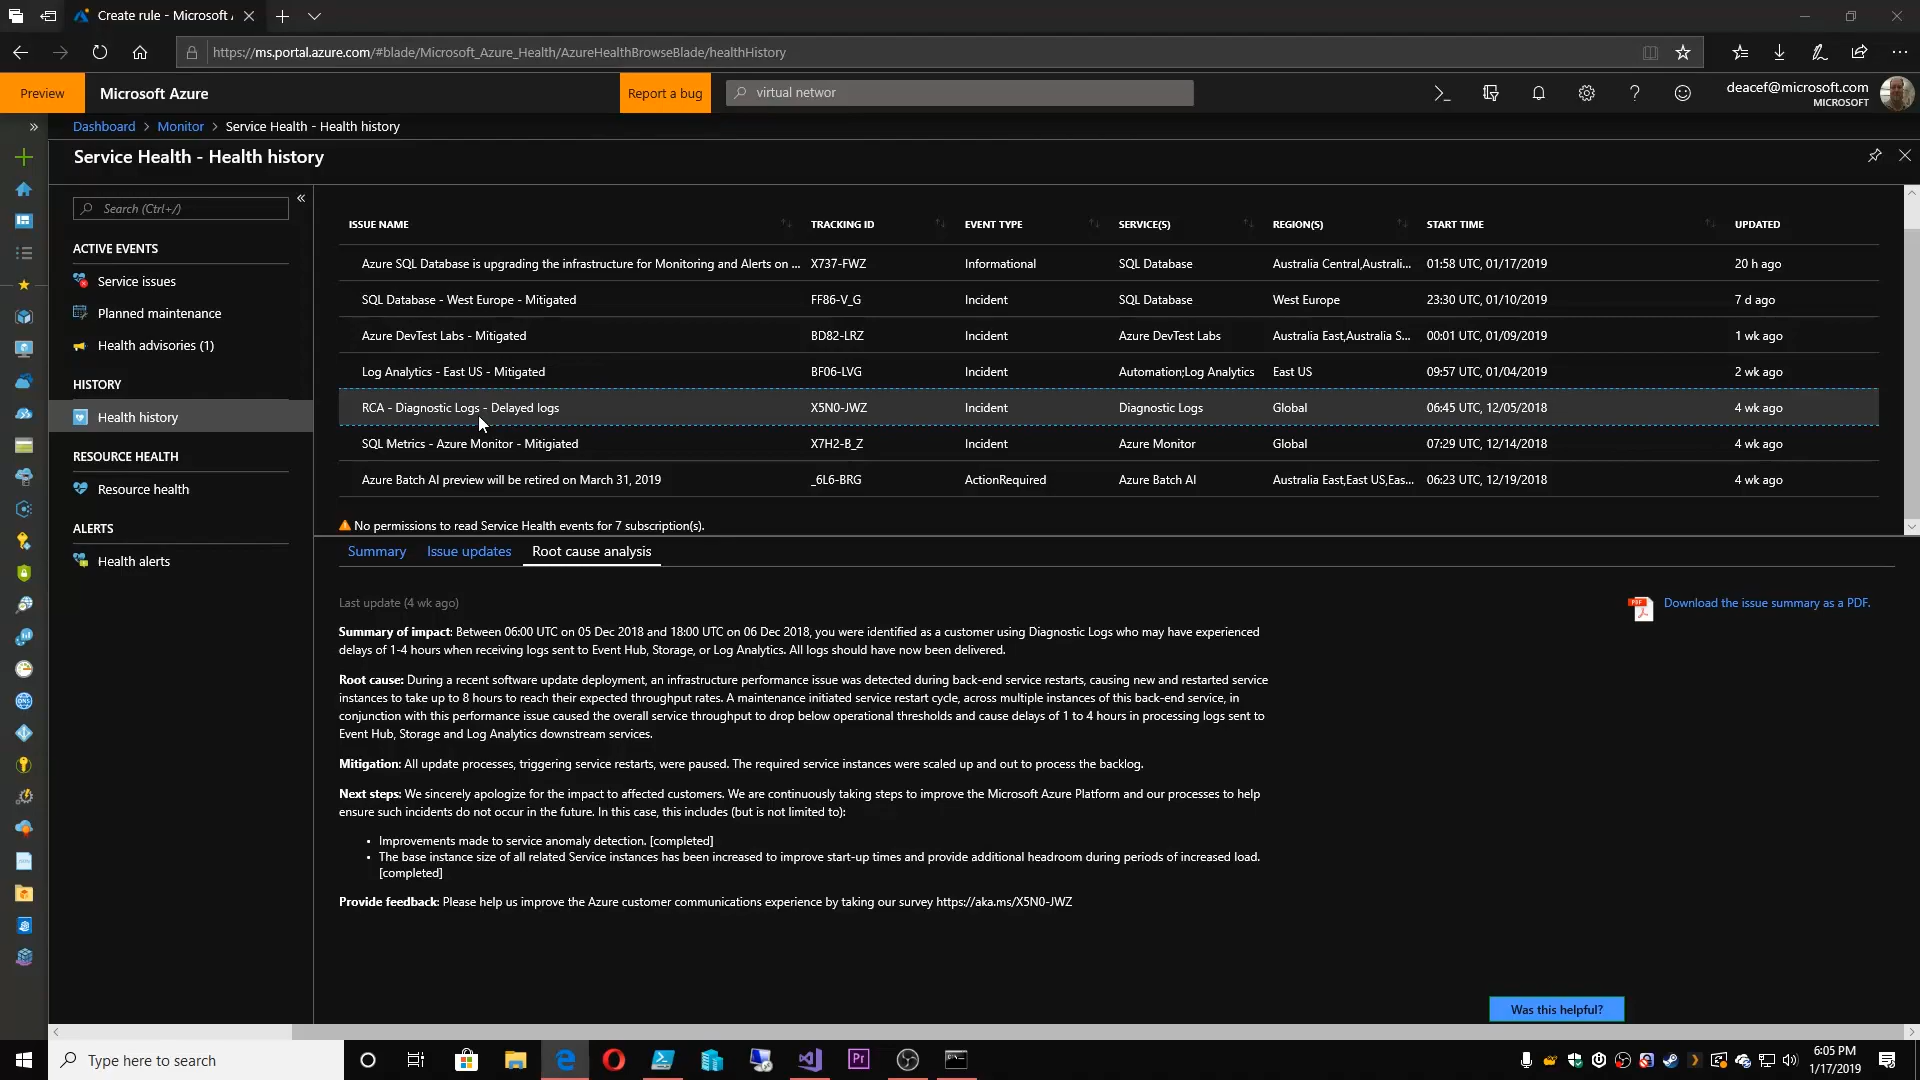 Create rule - Microsoft A
https://ms.portal.azure.com/#blade/Microsoft_Azure_Health/AzureHealthBrowseBlade/healthHistory
Preview
Microsoft Azure
Report a bug
virtual networ
deacef@microsoft.com
MICROSOFT
Dashboard > Monitor > Service Health - Health history
Service Health - Health history
Search (Ctrl+/)
ACTIVE EVENTS
Service issues
Planned maintenance
Health advisories (1)
HISTORY
Health history
RESOURCE HEALTH
Resource health
ALERTS
Health alerts
ISSUE NAME TRACKING ID EVENT TYPE SERVICE(S) REGION(S) START TIME UPDATED
Azure SQL Database is upgrading the infrastructure for Monitoring and Alerts on ... X737-FWZ Informational SQL Database Australia Central,Australi... 01:58 UTC, 01/17/2019 20 h ago
SQL Database - West Europe - Mitigated FF86-V_G Incident SQL Database West Europe 23:30 UTC, 01/10/2019 7 d ago
Azure DevTest Labs - Mitigated BD82-LRZ Incident Azure DevTest Labs Australia East,Australia S... 00:01 UTC, 01/09/2019 1 wk ago
Log Analytics - East US - Mitigated BF06-LVG Incident Automation;Log Analytics East US 09:57 UTC, 01/04/2019 2 wk ago
RCA - Diagnostic Logs - Delayed logs X5N0-JWZ Incident Diagnostic Logs Global 06:45 UTC, 12/05/2018 4 wk ago
SQL Metrics - Azure Monitor - Mitigiated X7H2-B_Z Incident Azure Monitor Global 07:29 UTC, 12/14/2018 4 wk ago
Azure Batch AI preview will be retired on March 31, 2019 _6L6-BRG ActionRequired Azure Batch AI Australia East,East US,Eas... 06:23 UTC, 12/19/2018 4 wk ago
No permissions to read Service Health events for 7 subscription(s).
Summary Issue updates Root cause analysis
Last update (4 wk ago)
PDF Download the issue summary as a PDF.
Summary of impact: Between 06:00 UTC on 05 Dec 2018 and 18:00 UTC on 06 Dec 2018, you were identified as a customer using Diagnostic Logs who may have experienced
delays of 1-4 hours when receiving logs sent to Event Hub, Storage, or Log Analytics. All logs should have now been delivered.
Root cause: During a recent software update deployment, an infrastructure performance issue was detected during back-end service restarts, causing new and restarted service
instances to take up to 8 hours to reach their expected throughput rates. A maintenance initiated service restart cycle, across multiple instances of this back-end service, in
conjunction with this performance issue caused the overall service throughput to drop below operational thresholds and cause delays of 1 to 4 hours in processing logs sent to
Event Hub, Storage and Log Analytics downstream services.
Mitigation: All update processes, triggering service restarts, were paused. The required service instances were scaled up and out to process the backlog.
Next steps: We sincerely apologize for the impact to affected customers. We are continuously taking steps to improve the Microsoft Azure Platform and our processes to help
ensure such incidents do not occur in the future. In this case, this includes (but is not limited to):
• Improvements made to service anomaly detection. [completed]
• The base instance size of all related Service instances has been increased to improve start-up times and provide additional headroom during periods of increased load.
[completed]
Provide feedback: Please help us improve the Azure customer communications experience by taking our survey https://aka.ms/X5N0-JWZ
Was this helpful?
Type here to search
Pr
6:05 PM
1/17/2019